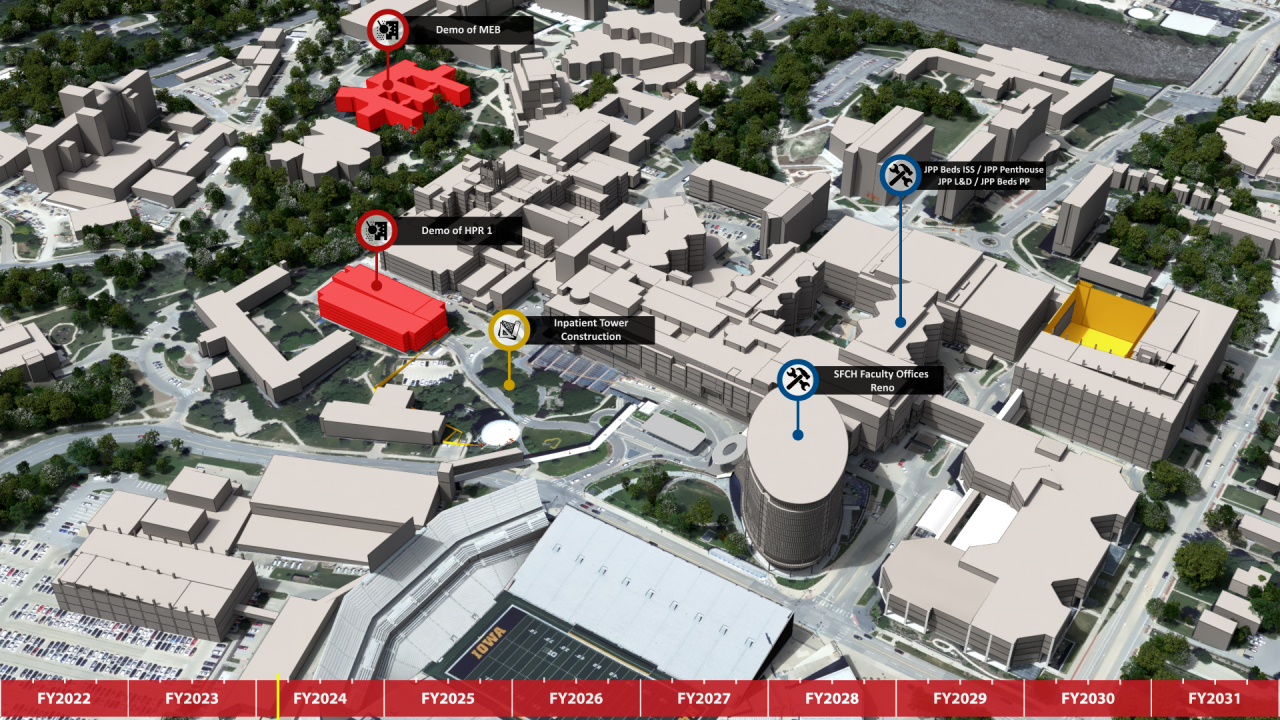 Demo of MEB
JPP Beds ISS / JPP Penthouse
JPP L&D / JPP Beds PP
Demo of HPR 1
Inpatient Tower
Construction
SFCH Faculty Offices
Reno
IOWA
FY2022
FY2023
FY2024
FY2025
FY2026
FY2027
FY2028
FY2029
FY2030
FY2031